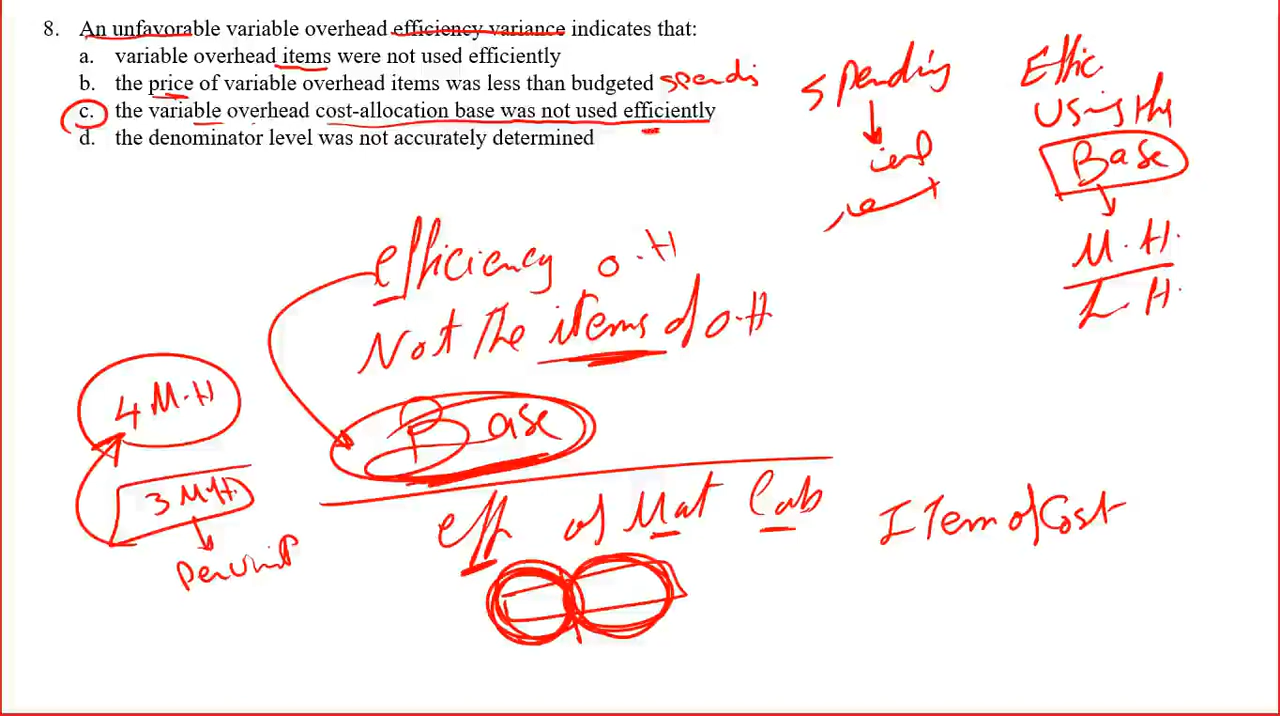 8. An unfavorable variable overhead efficiency variance indicates that:
a. variable overhead items were not used efficiently
b. the price of variable overhead items was less than budgeted spendi
c. the variable overhead cost-allocation base was not used efficiently
d. the denominator level was not accurately determined
spending
Effic
Using the
Base
M.H.
L.H.
efficiency O.H
Not the items of O.H
Base
4 M.H
3 M.H.
Per unit
eff of Mat Lab
Item of Cost